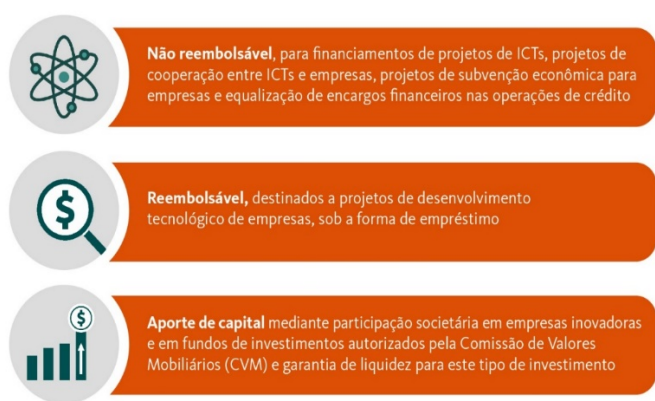 Não reembolsável, para financiamentos de projetos de ICTs, projetos de
cooperação entre ICTs e empresas, projetos de subvenção econômica para
empresas e equalização de encargos financeiros nas operações de crédito
$
Reembolsável, destinados a projetos de desenvolvimento
tecnológico de empresas, sob a forma de empréstimo
$
Aporte de capital mediante participação societária em empresas inovadoras
e em fundos de investimentos autorizados pela Comissão de Valores
Mobiliários (CVM) e garantia de liquidez para este tipo de investimento